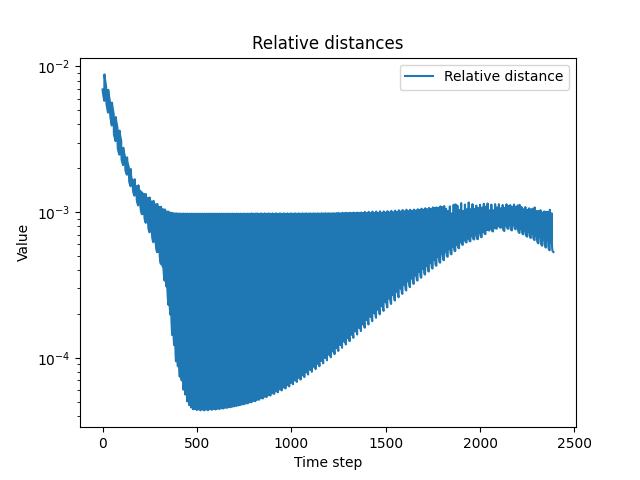 Relative distances
Relative distance
Value
10⁻²
10⁻³
10⁻⁴
0 500 1000 1500 2000 2500
Time step